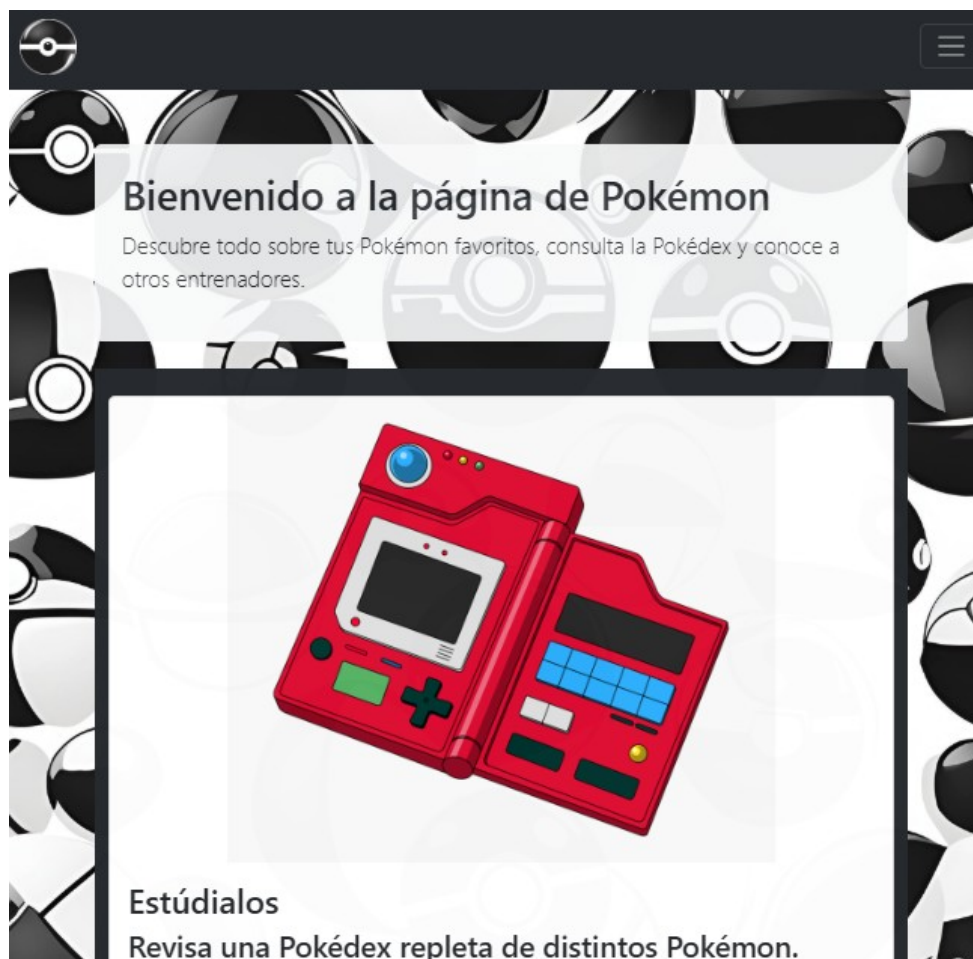 Bienvenido a la página de Pokémon
Descubre todo sobre tus Pokémon favoritos, consulta la Pokédex y conoce a
otros entrenadores.
Estúdialos
Revisa una Pokédex repleta de distintos Pokémon.